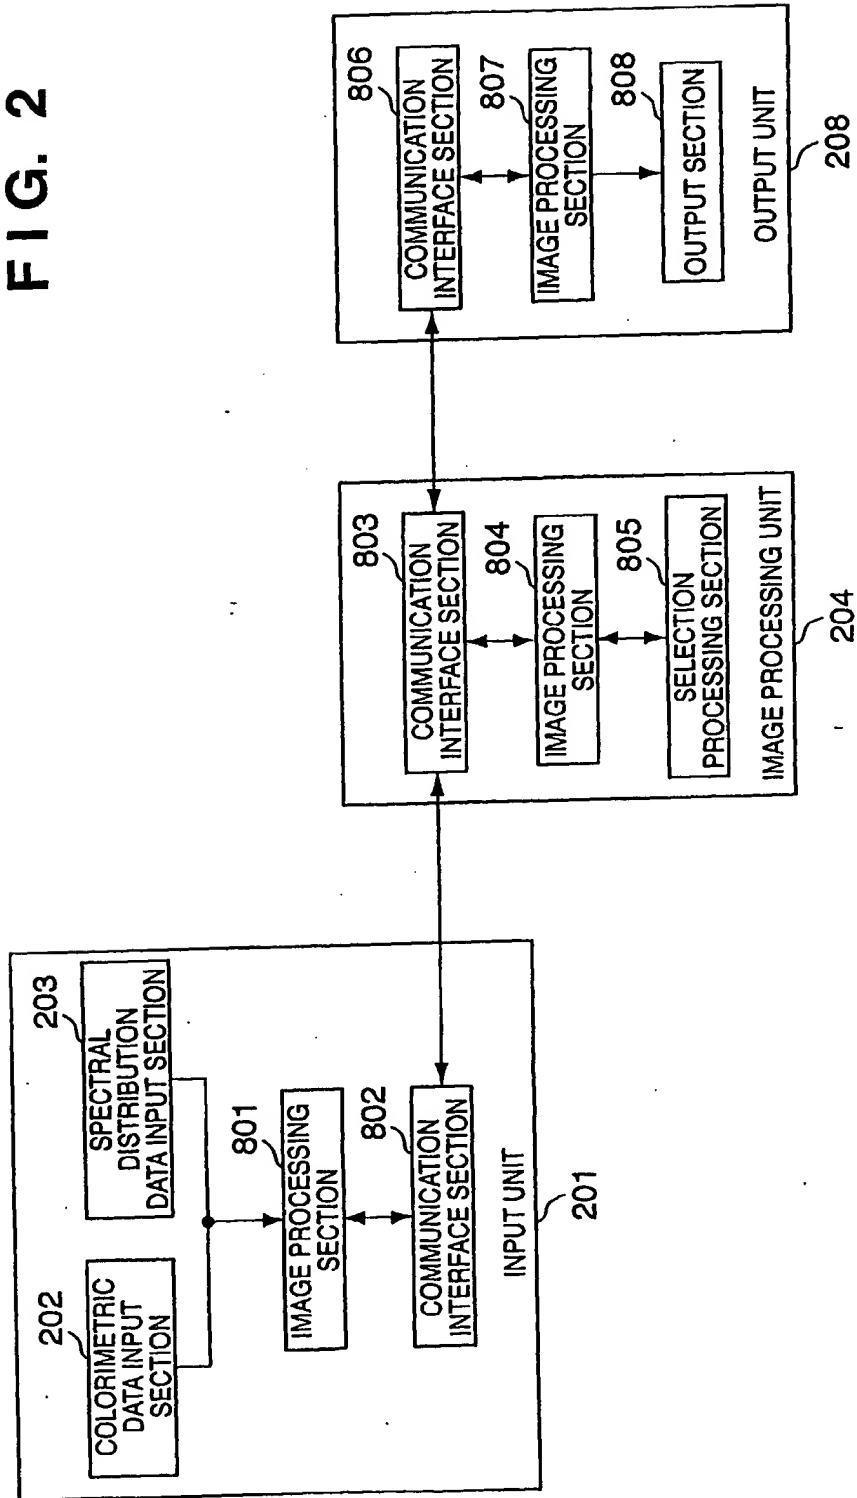 FIG. 2
202
COLORIMETRIC
DATA INPUT
SECTION
203
SPECTRAL
DISTRIBUTION
DATA INPUT SECTION
801
IMAGE PROCESSING
SECTION
802
COMMUNICATION
INTERFACE SECTION
INPUT UNIT
201
803
COMMUNICATION
INTERFACE SECTION
804
IMAGE PROCESSING
SECTION
805
SELECTION
PROCESSING SECTION
IMAGE PROCESSING UNIT
204
806
COMMUNICATION
INTERFACE SECTION
807
IMAGE PROCESSING
SECTION
808
OUTPUT SECTION
OUTPUT UNIT
208